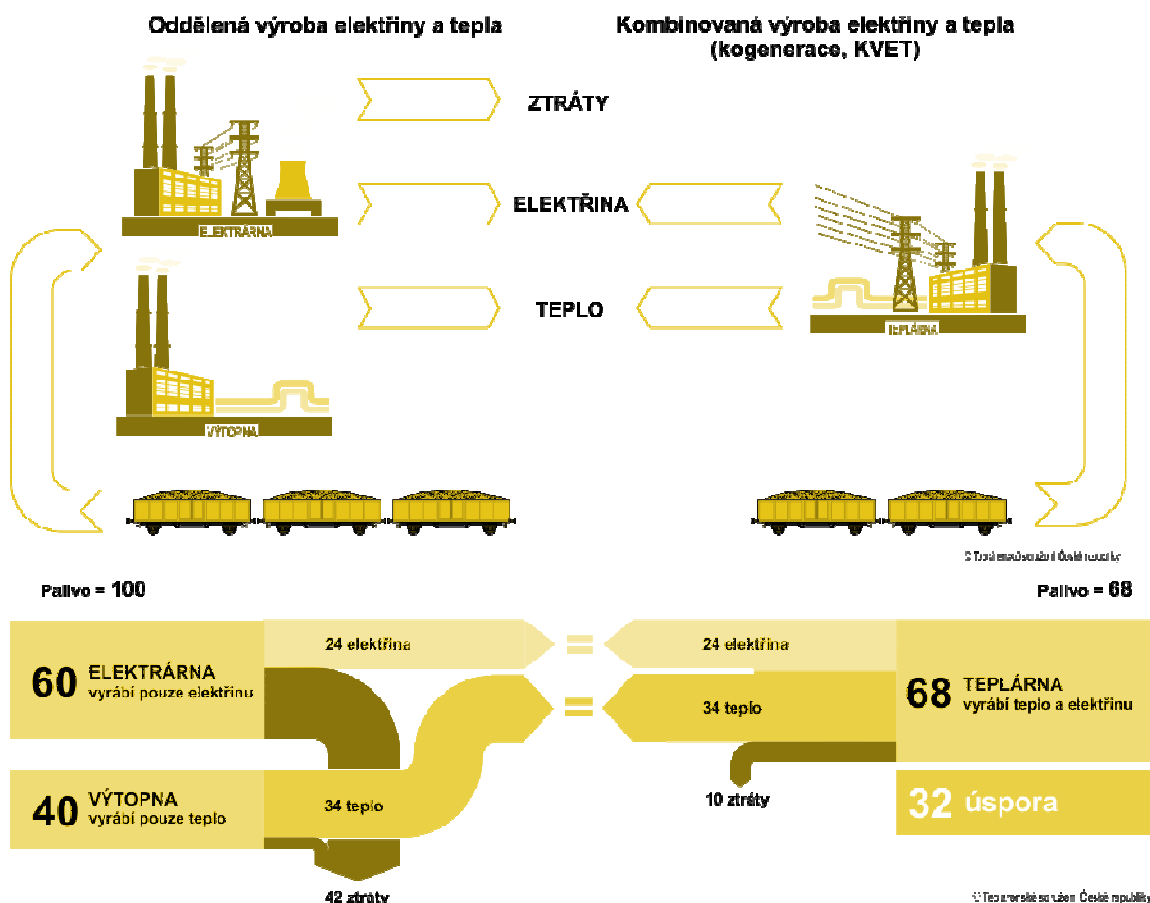 Oddělená výroba elektřiny a tepla
Kombinovaná výroba elektřiny a tepla
(kogenerace, KVET)
ZTRÁTY
ELEKTŘINA
TEPLO
ELEKTRÁRNA
TEPLÁRNA
VÝTOPNA
Palivo = 100
Palivo = 68
24 elektřina
=
24 elektřina
60 ELEKTRÁRNA
vyrábí pouze elektřinu
34 teplo
=
34 teplo
68 TEPLÁRNA
vyrábí teplo a elektřinu
40 VÝTOPNA
vyrábí pouze teplo
10 ztráty
32 úspora
42 ztráty
České republiky